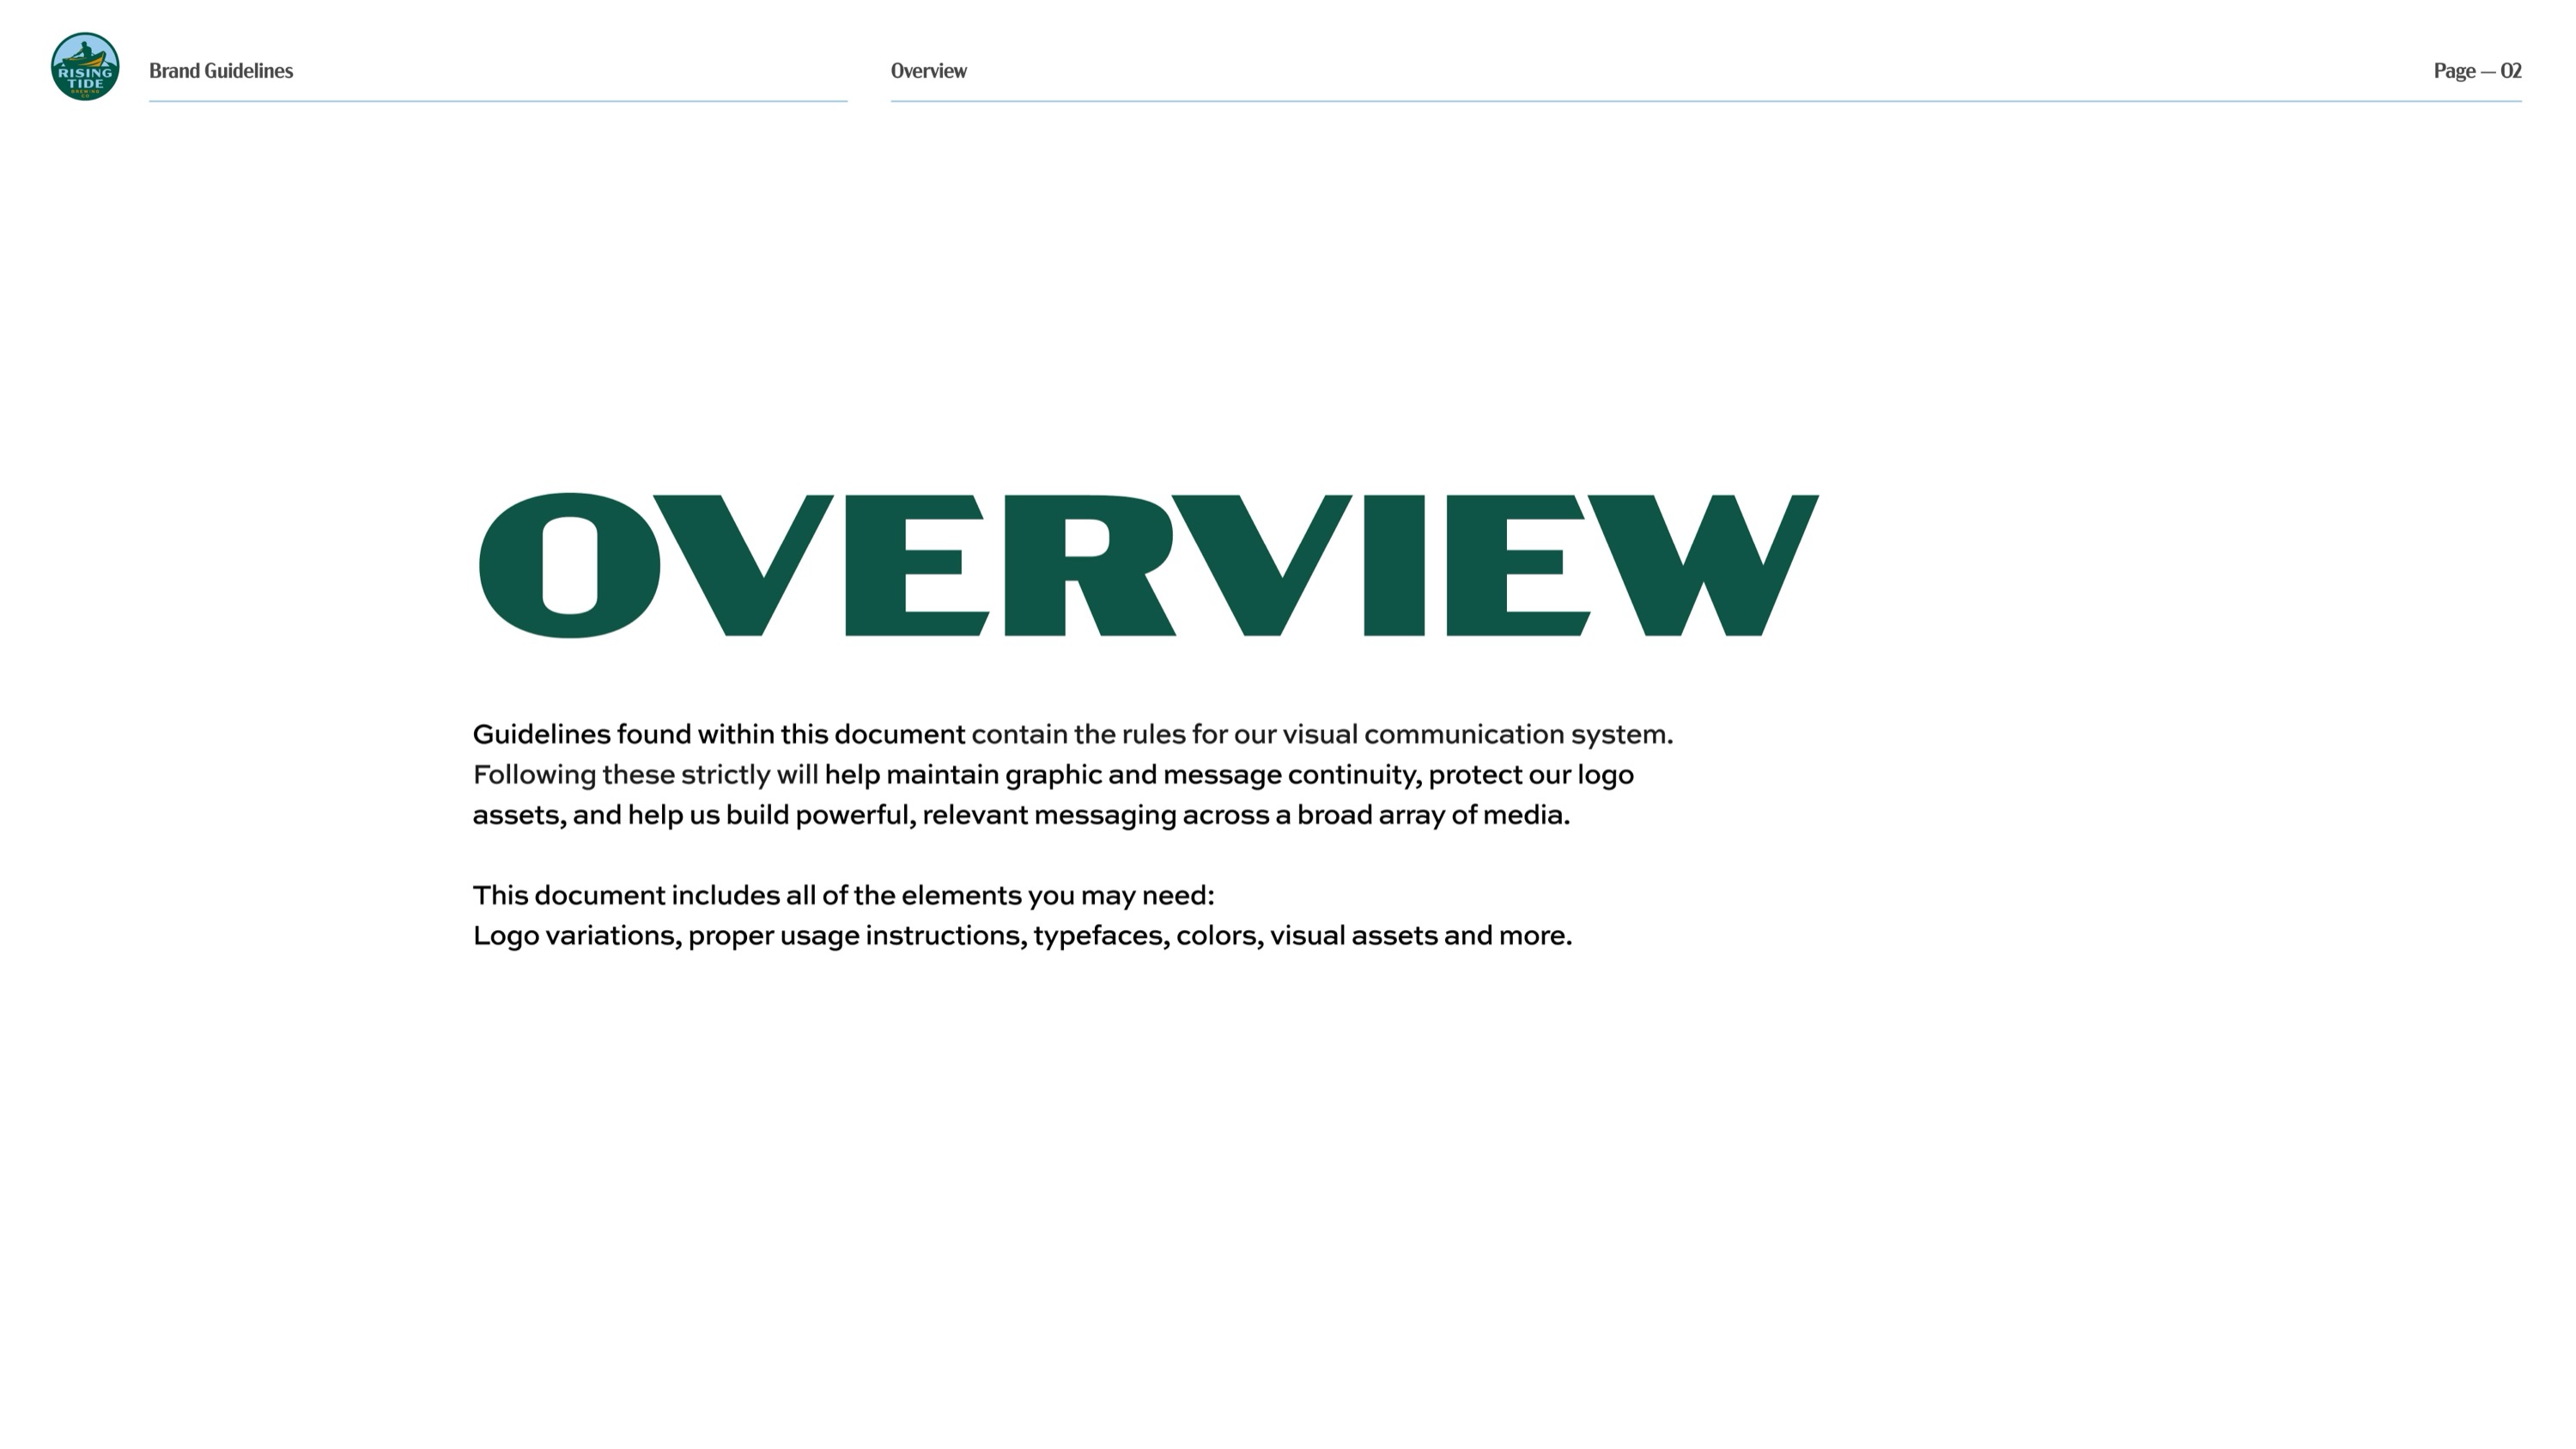 RISING
TIDE
BREWING
CO
Brand Guidelines
Overview
Page — 02
OVERVIEW
Guidelines found within this document contain the rules for our visual communication system.
Following these strictly will help maintain graphic and message continuity, protect our logo
assets, and help us build powerful, relevant messaging across a broad array of media.
This document includes all of the elements you may need:
Logo variations, proper usage instructions, typefaces, colors, visual assets and more.